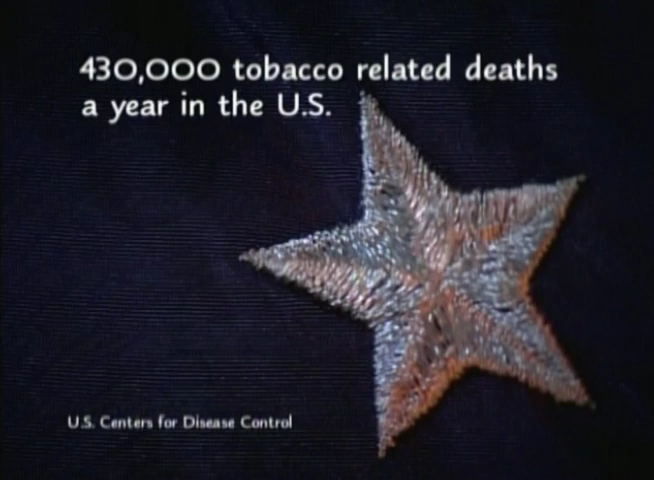 430,000 tobacco related deaths
a year in the U.S.
U.S. Centers for Disease Control